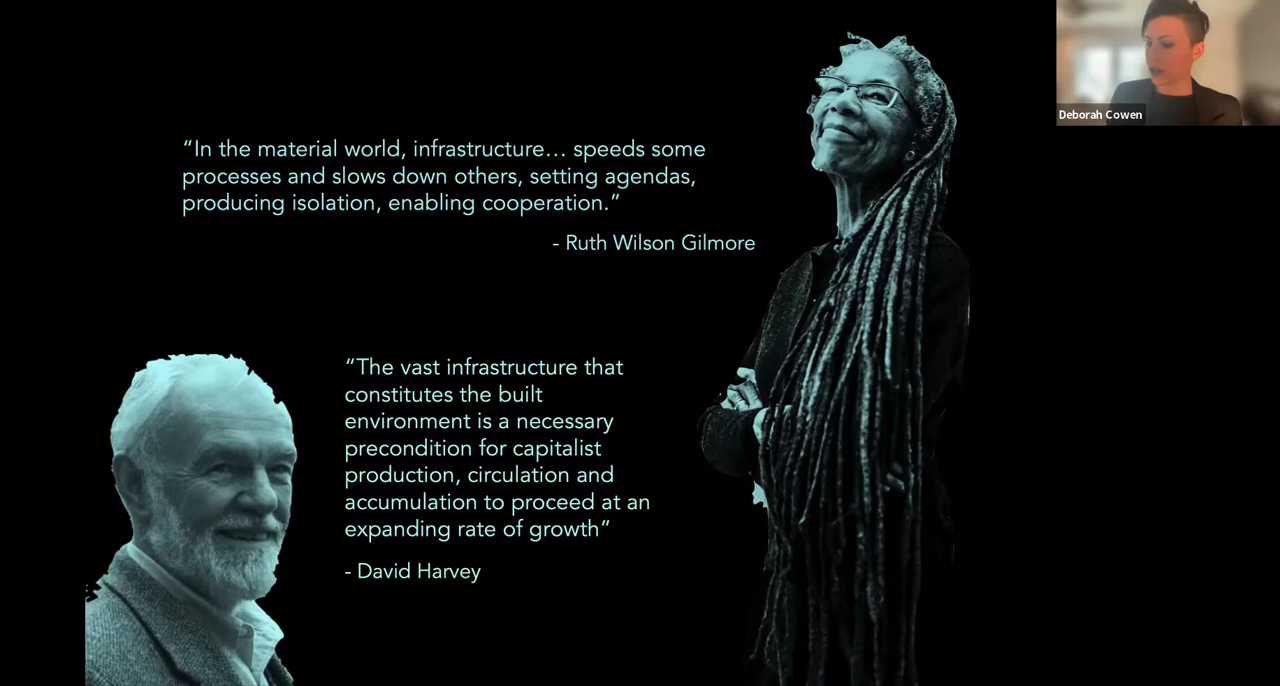 Deborah Cowen
“In the material world, infrastructure… speeds some
processes and slows down others, setting agendas,
producing isolation, enabling cooperation.”
- Ruth Wilson Gilmore
“The vast infrastructure that
constitutes the built
environment is a necessary
precondition for capitalist
production, circulation and
accumulation to proceed at an
expanding rate of growth”
- David Harvey